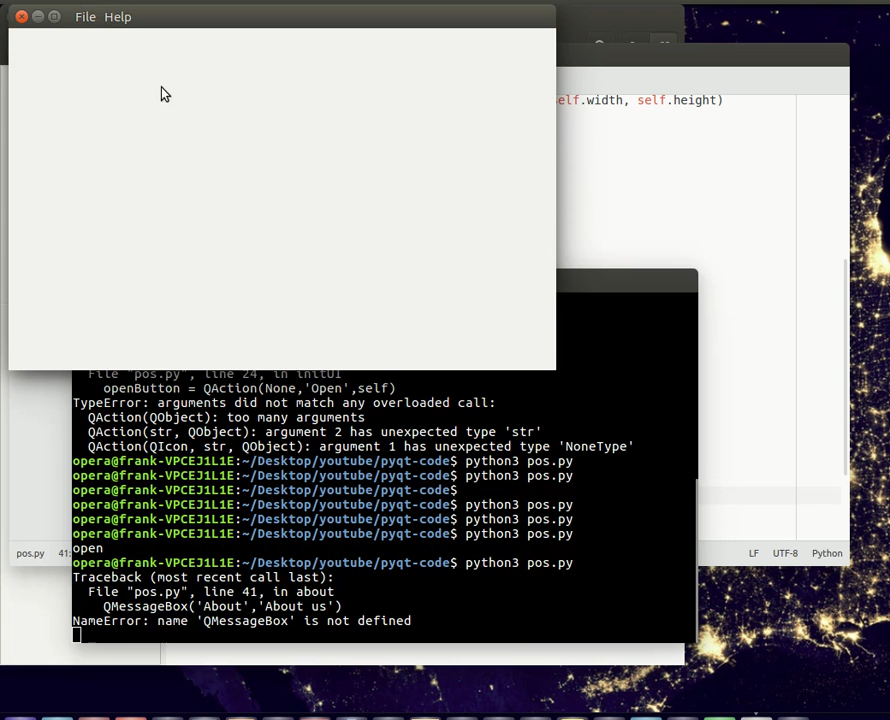 File Help
self.width, self.height)
File "pos.py", line 24, in initUI
openButton = QAction(None,'Open',self)
TypeError: arguments did not match any overloaded call:
QAction(QObject): too many arguments
QAction(str, QObject): argument 2 has unexpected type 'str'
QAction(QIcon, str, QObject): argument 1 has unexpected type 'NoneType'
opera@frank-VPCEJ1L1E:~/Desktop/youtube/pyqt-code$ python3 pos.py
opera@frank-VPCEJ1L1E:~/Desktop/youtube/pyqt-code$ python3 pos.py
opera@frank-VPCEJ1L1E:~/Desktop/youtube/pyqt-code$
opera@frank-VPCEJ1L1E:~/Desktop/youtube/pyqt-code$ python3 pos.py
opera@frank-VPCEJ1L1E:~/Desktop/youtube/pyqt-code$ python3 pos.py
opera@frank-VPCEJ1L1E:~/Desktop/youtube/pyqt-code$ python3 pos.py
open
opera@frank-VPCEJ1L1E:~/Desktop/youtube/pyqt-code$ python3 pos.py
Traceback (most recent call last):
File "pos.py", line 41, in about
QMessageBox('About','About us')
NameError: name 'QMessageBox' is not defined
pos.py 41: LF UTF-8 Python